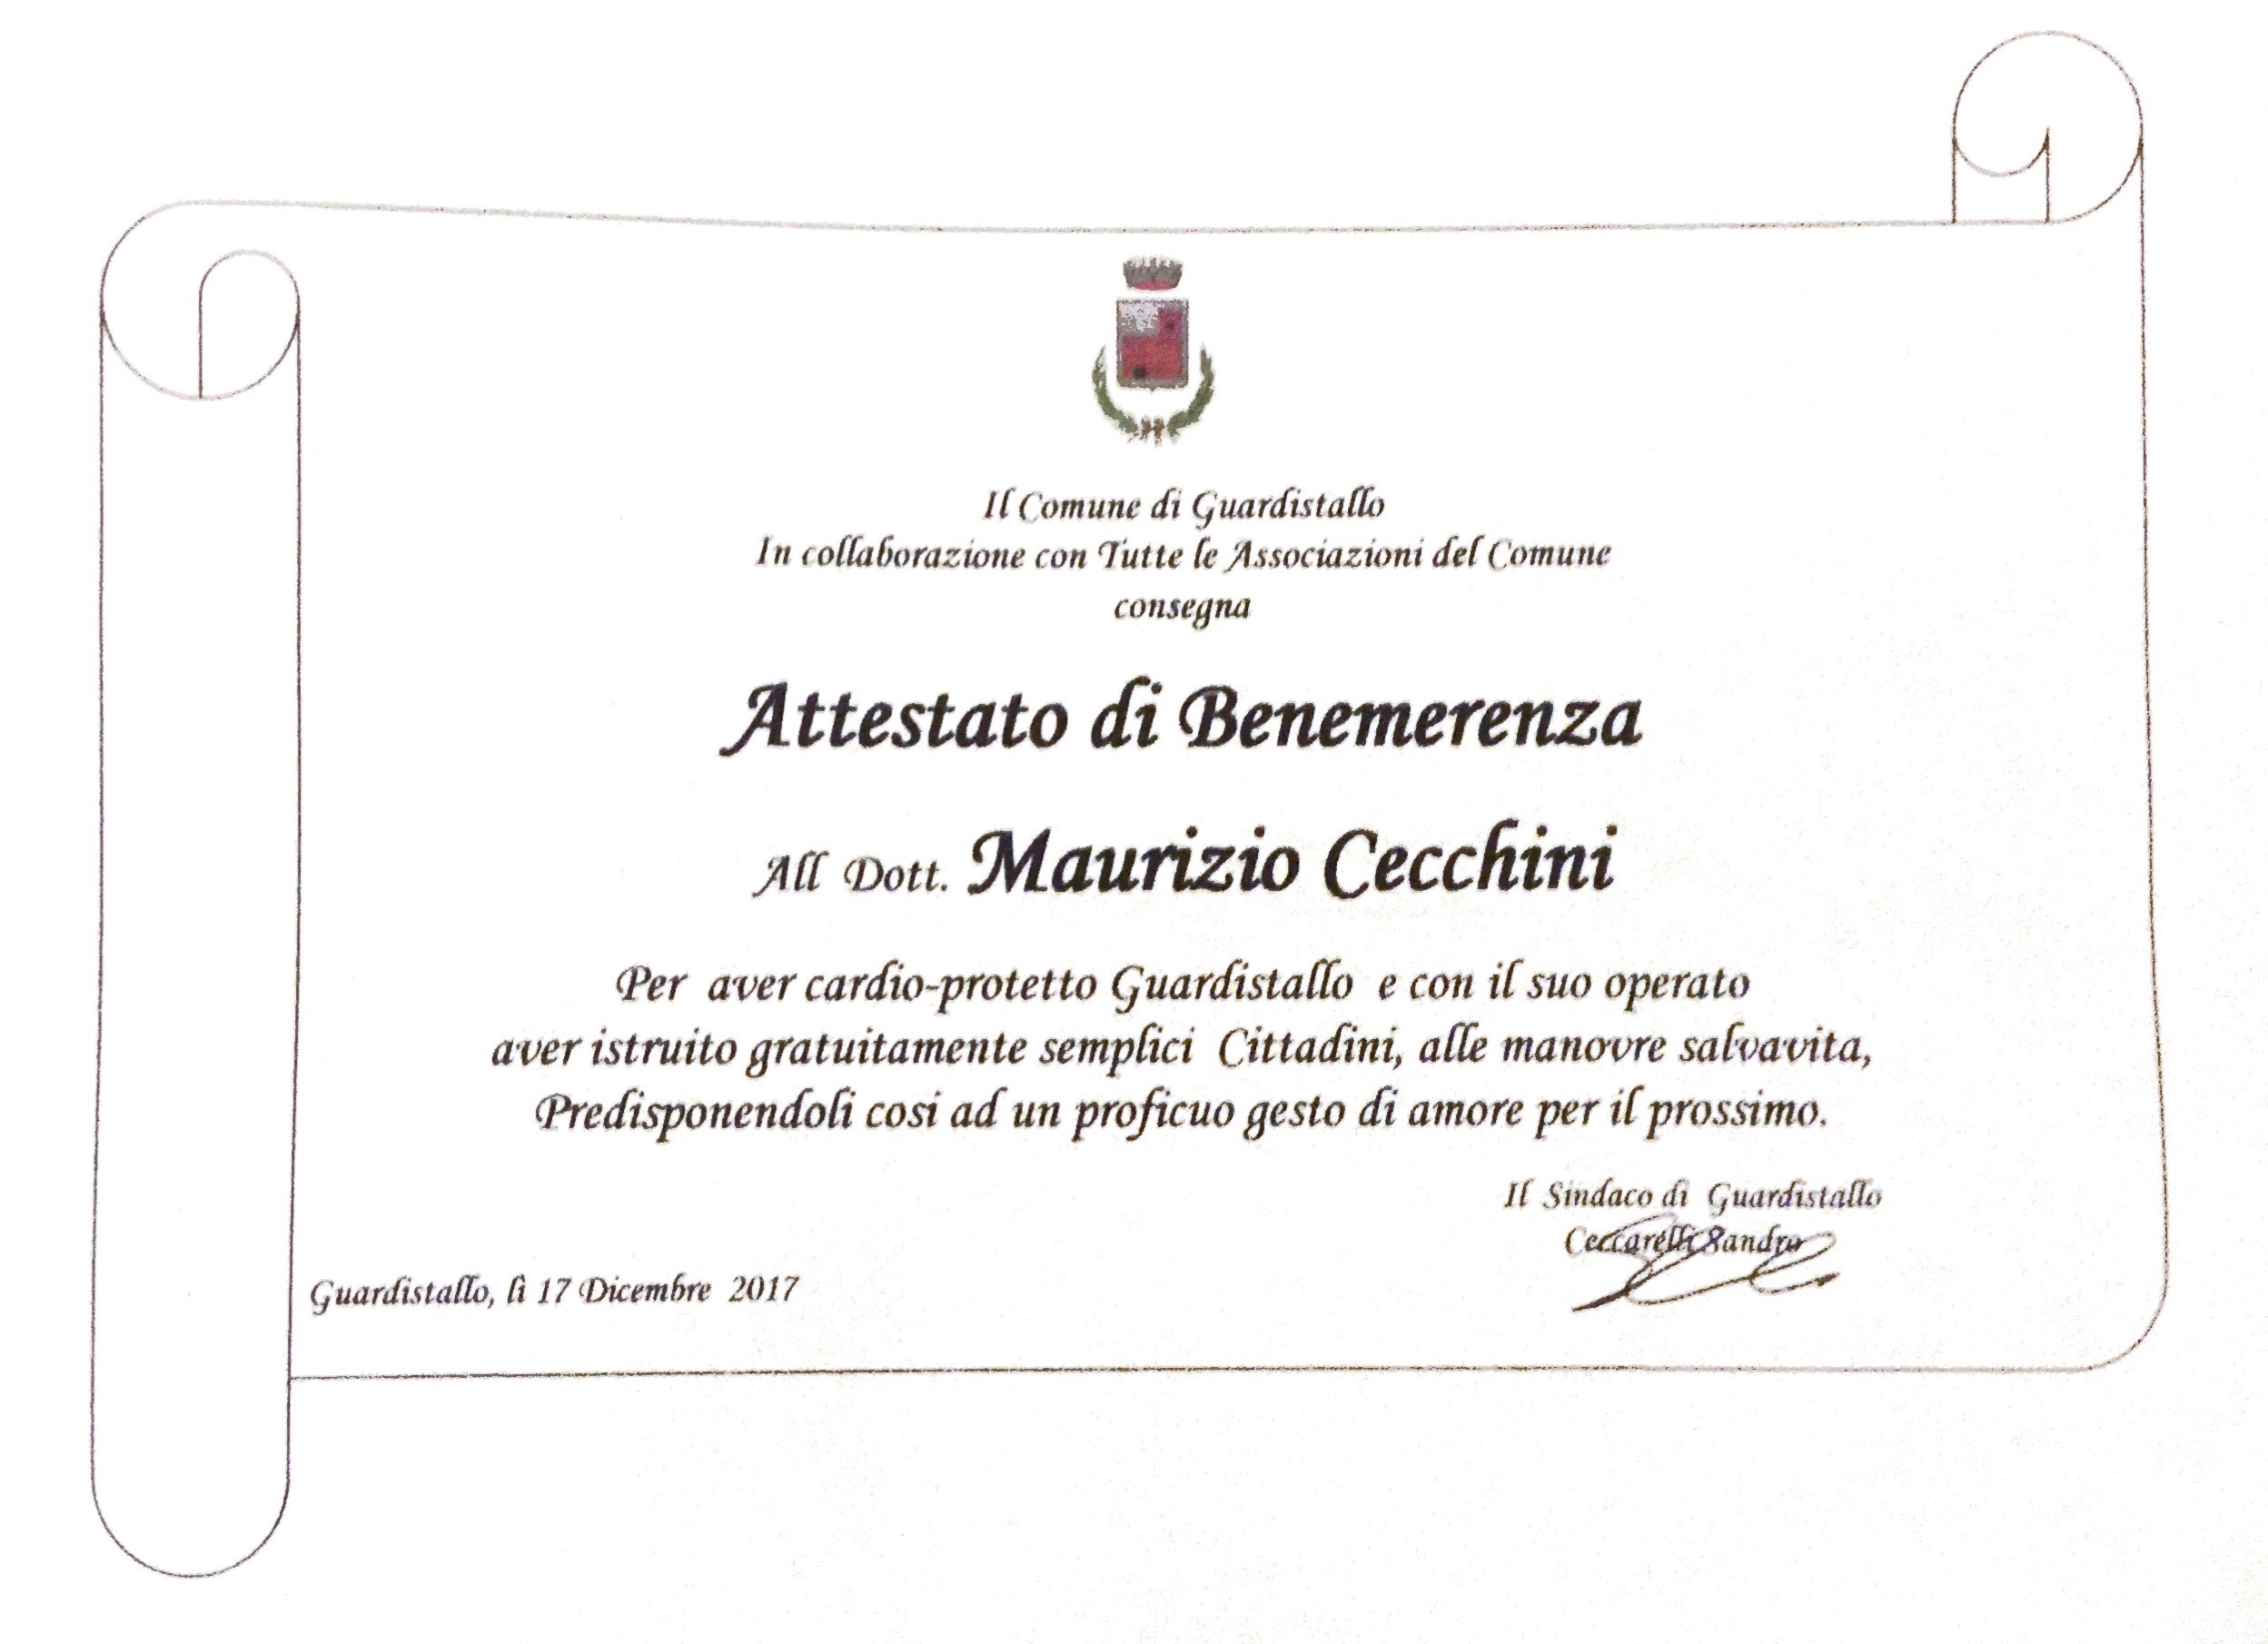 Il Comune di Guardistallo
In collaborazione con Tutte le Associazioni del Comune
consegna
Attestato di Benemerenza
All Dott. Maurizio Cecchini
Per aver cardio-protetto Guardistallo e con il suo operato
aver istruito gratuitamente semplici Cittadini, alle manovre salvavita,
Predisponendoli cosi ad un proficuo gesto di amore per il prossimo.
Il Sindaco di Guardistallo
Ceccarelli Sandro
Guardistallo, lì 17 Dicembre 2017